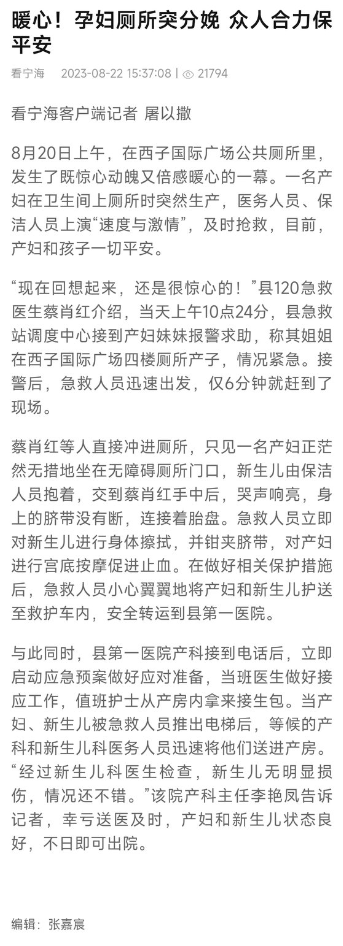 暖心！孕妇厕所突分娩 众人合力保
平安
看宁海 2023-08-22 15:37:08 | 21794
看宁海客户端记者 屠以撒
8月20日上午，在西子国际广场公共厕所里，
发生了既惊心动魄又倍感暖心的一幕。一名产
妇在卫生间上厕所时突然生产，医务人员、保
洁人员上演“速度与激情”，及时抢救，目前，
产妇和孩子一切平安。
“现在回想起来，还是很惊心的！”县120急救
医生蔡肖红介绍，当天上午10点24分，县急救
站调度中心接到产妇妹妹报警求助，称其姐姐
在西子国际广场四楼厕所产子，情况紧急。接
警后，急救人员迅速出发，仅6分钟就赶到了
现场。
蔡肖红等人直接冲进厕所，只见一名产妇正茫
然无措地坐在无障碍厕所门口，新生儿由保洁
人员抱着，交到蔡肖红手中后，哭声响亮，身
上的脐带没有断，连接着胎盘。急救人员立即
对新生儿进行身体擦拭，并钳夹脐带，对产妇
进行宫底按摩促进止血。在做好相关保护措施
后，急救人员小心翼翼地将产妇和新生儿护送
至救护车内，安全转运到县第一医院。
与此同时，县第一医院产科接到电话后，立即
启动应急预案做好应对准备，当班医生做好接
应工作，值班护士从产房内拿来接生包。当产
妇、新生儿被急救人员推出电梯后，等候的产
科和新生儿科医务人员迅速将他们送进产房。
“经过新生儿科医生检查，新生儿无明显损
伤，情况还不错。”该院产科主任李艳凤告诉
记者，幸亏送医及时，产妇和新生儿状态良
好，不日即可出院。
编辑：张嘉宸